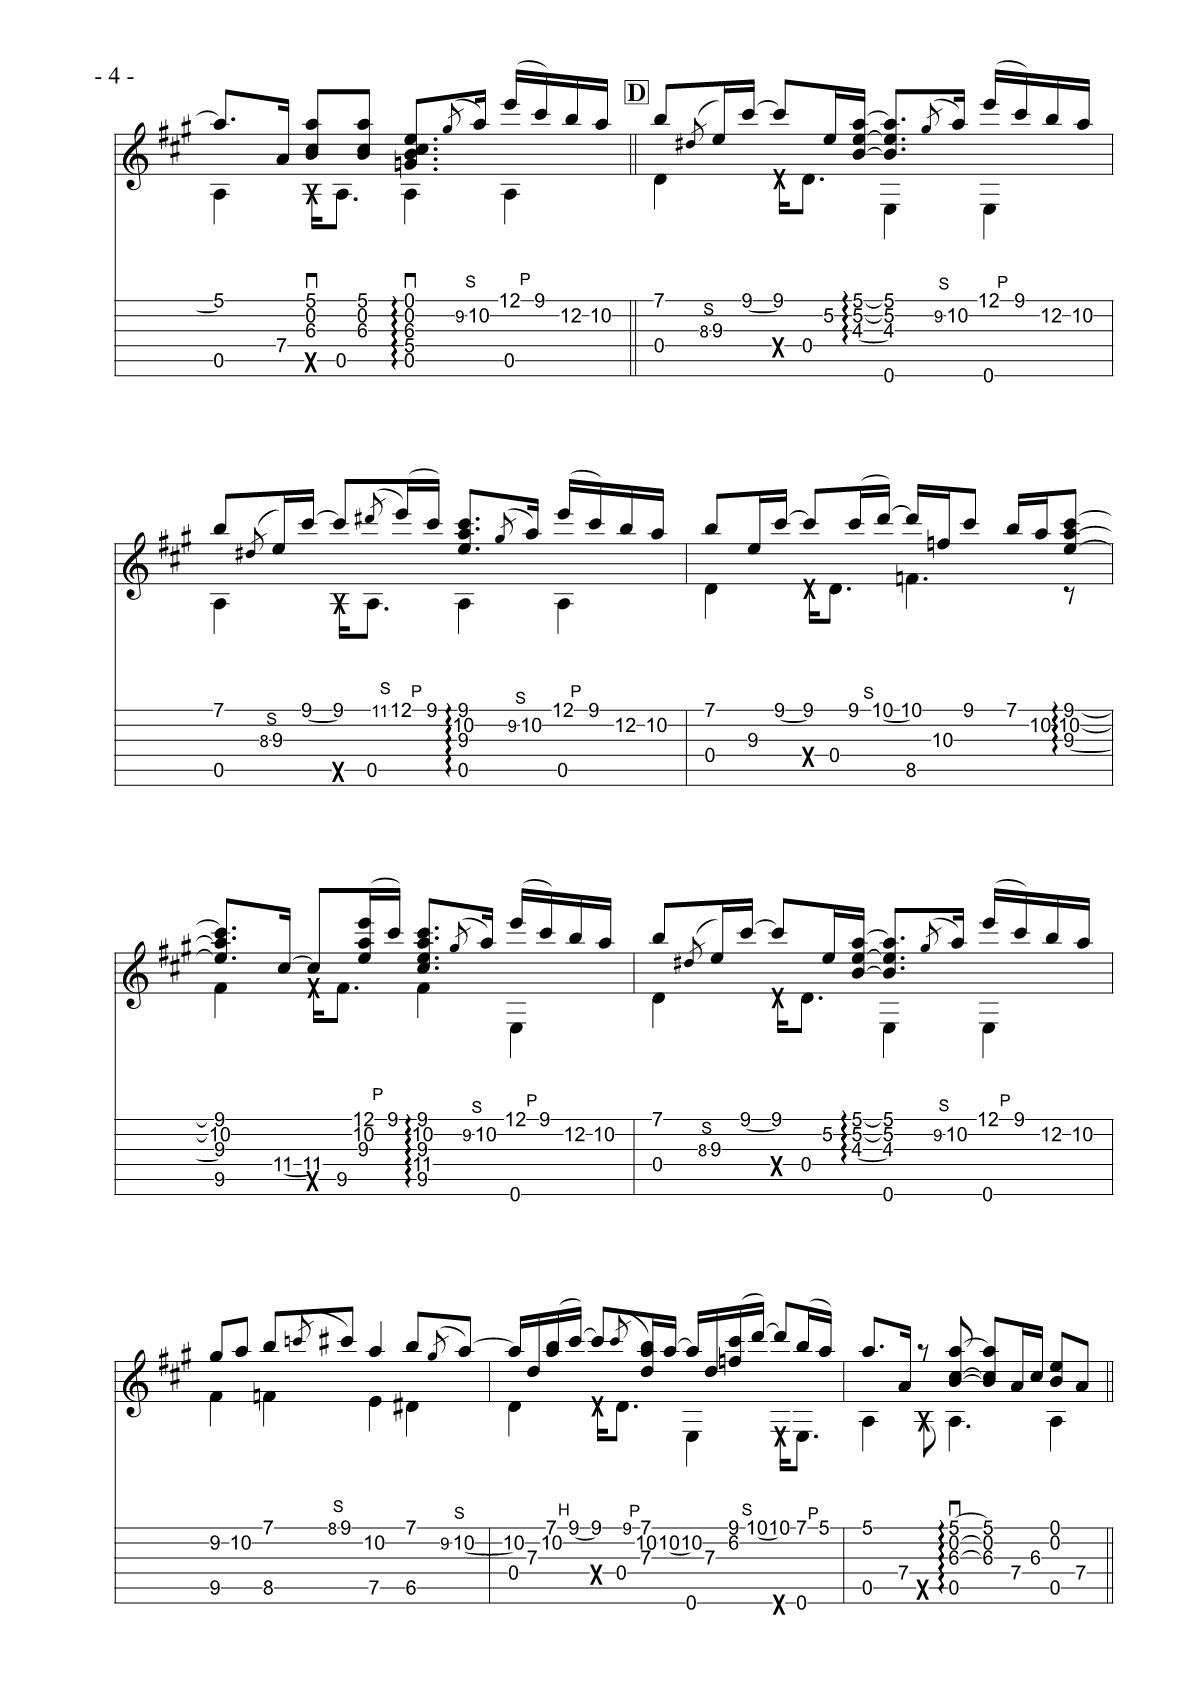 - 4 -
D
S P S S P
5 5 5 0 12 9 7 9 9 5 5 12 9
0 0 0 9 10 12 10 5 5 5 9 10 12 10
6 6 6 8 9 4 4
7 5 0 X 0
0 X 0 0 0
0 0
S P S P S
7 9 9 11 12 9 9 12 9 7 9 9 9 10 10 9 7 9
S
10 9 10 12 10 10 10
8 9 9 9 10 9
0 X 0
0 X 0 0 0 8
P S P S P
9 12 9 9 12 9 7 9 9 5 5 12 9
S
10 10 10 9 10 12 10 5 5 5 9 10 12 10
9 9 9 8 9 4 4
11 11 11 0 X 0
9 X 9 9
0 0 0
S S H P S P
7 8 9 7 7 9 9 9 7 9 10 10 7 5 5 5 5 0
9 10 10 9 10 10 10 10 10 10 6 0 0 0
7 7 7 6 6 6
0 X 0 7 7 7
9 8 7 6 0 X 0 0
0 X 0